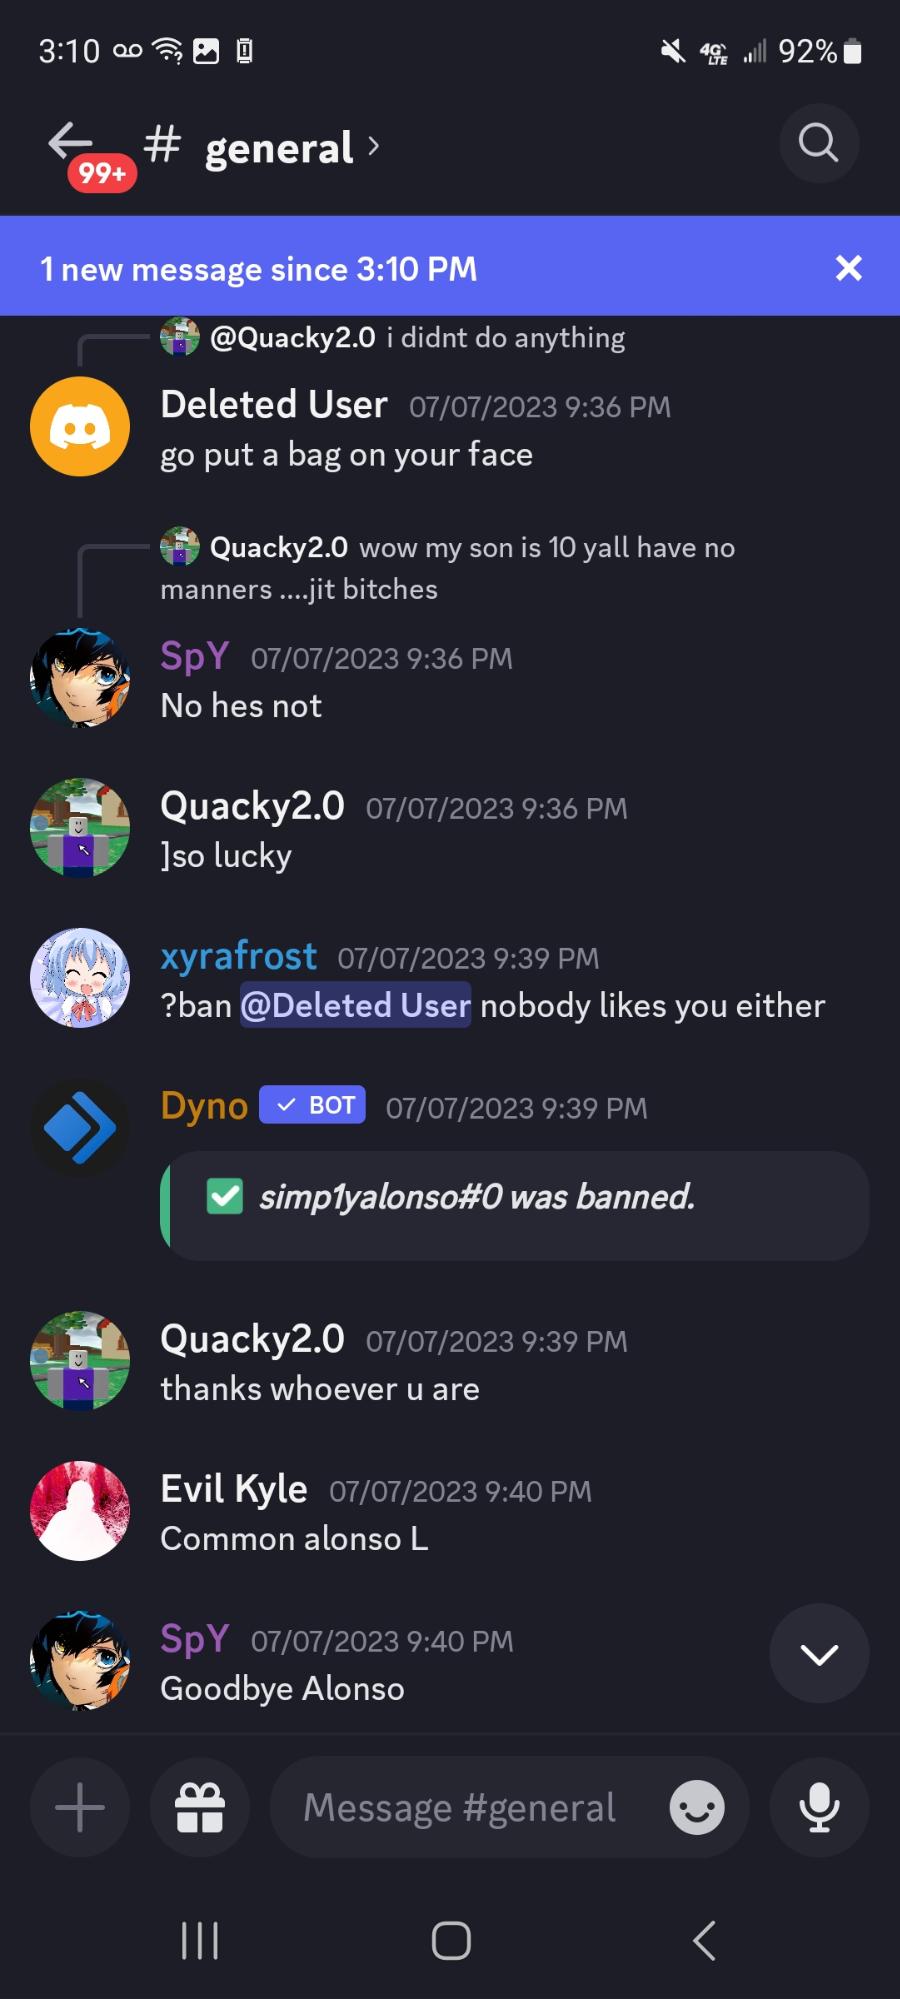 3:10 4G LTE 92%
99+ # general
1 new message since 3:10 PM
@Quacky2.0 i didnt do anything
Deleted User 07/07/2023 9:36 PM
go put a bag on your face
Quacky2.0 wow my son is 10 yall have no
manners ....jit bitches
SpY 07/07/2023 9:36 PM
No hes not
Quacky2.0 07/07/2023 9:36 PM
]so lucky
xyrafrost 07/07/2023 9:39 PM
?ban @Deleted User nobody likes you either
Dyno ✓ BOT 07/07/2023 9:39 PM
✅ simp1yalonso#0 was banned.
Quacky2.0 07/07/2023 9:39 PM
thanks whoever u are
Evil Kyle 07/07/2023 9:40 PM
Common alonso L
SpY 07/07/2023 9:40 PM
Goodbye Alonso
Message #general